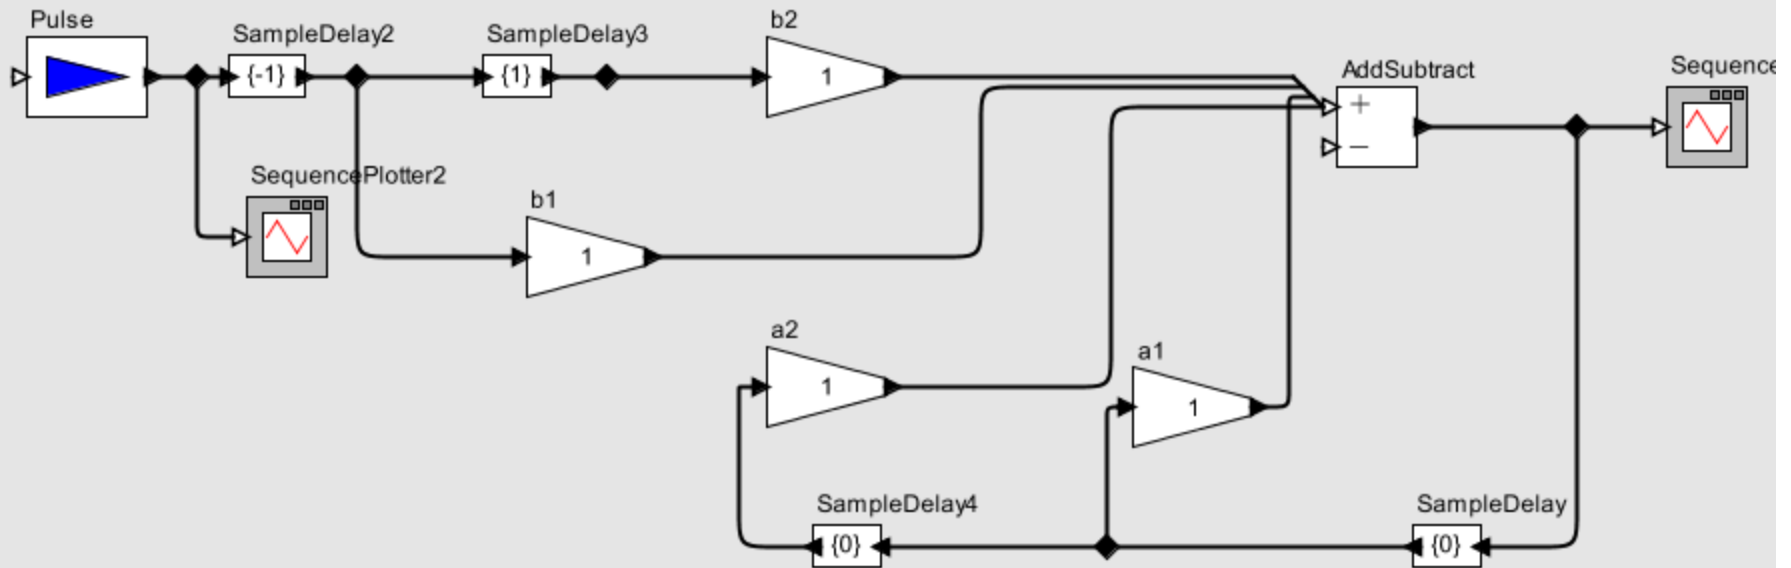 Pulse
SampleDelay2
{-1}
SampleDelay3
{1}
b2
1
AddSubtract
+
−
Sequence
SequencePlotter2
b1
1
a2
1
a1
1
SampleDelay4
{0}
SampleDelay
{0}